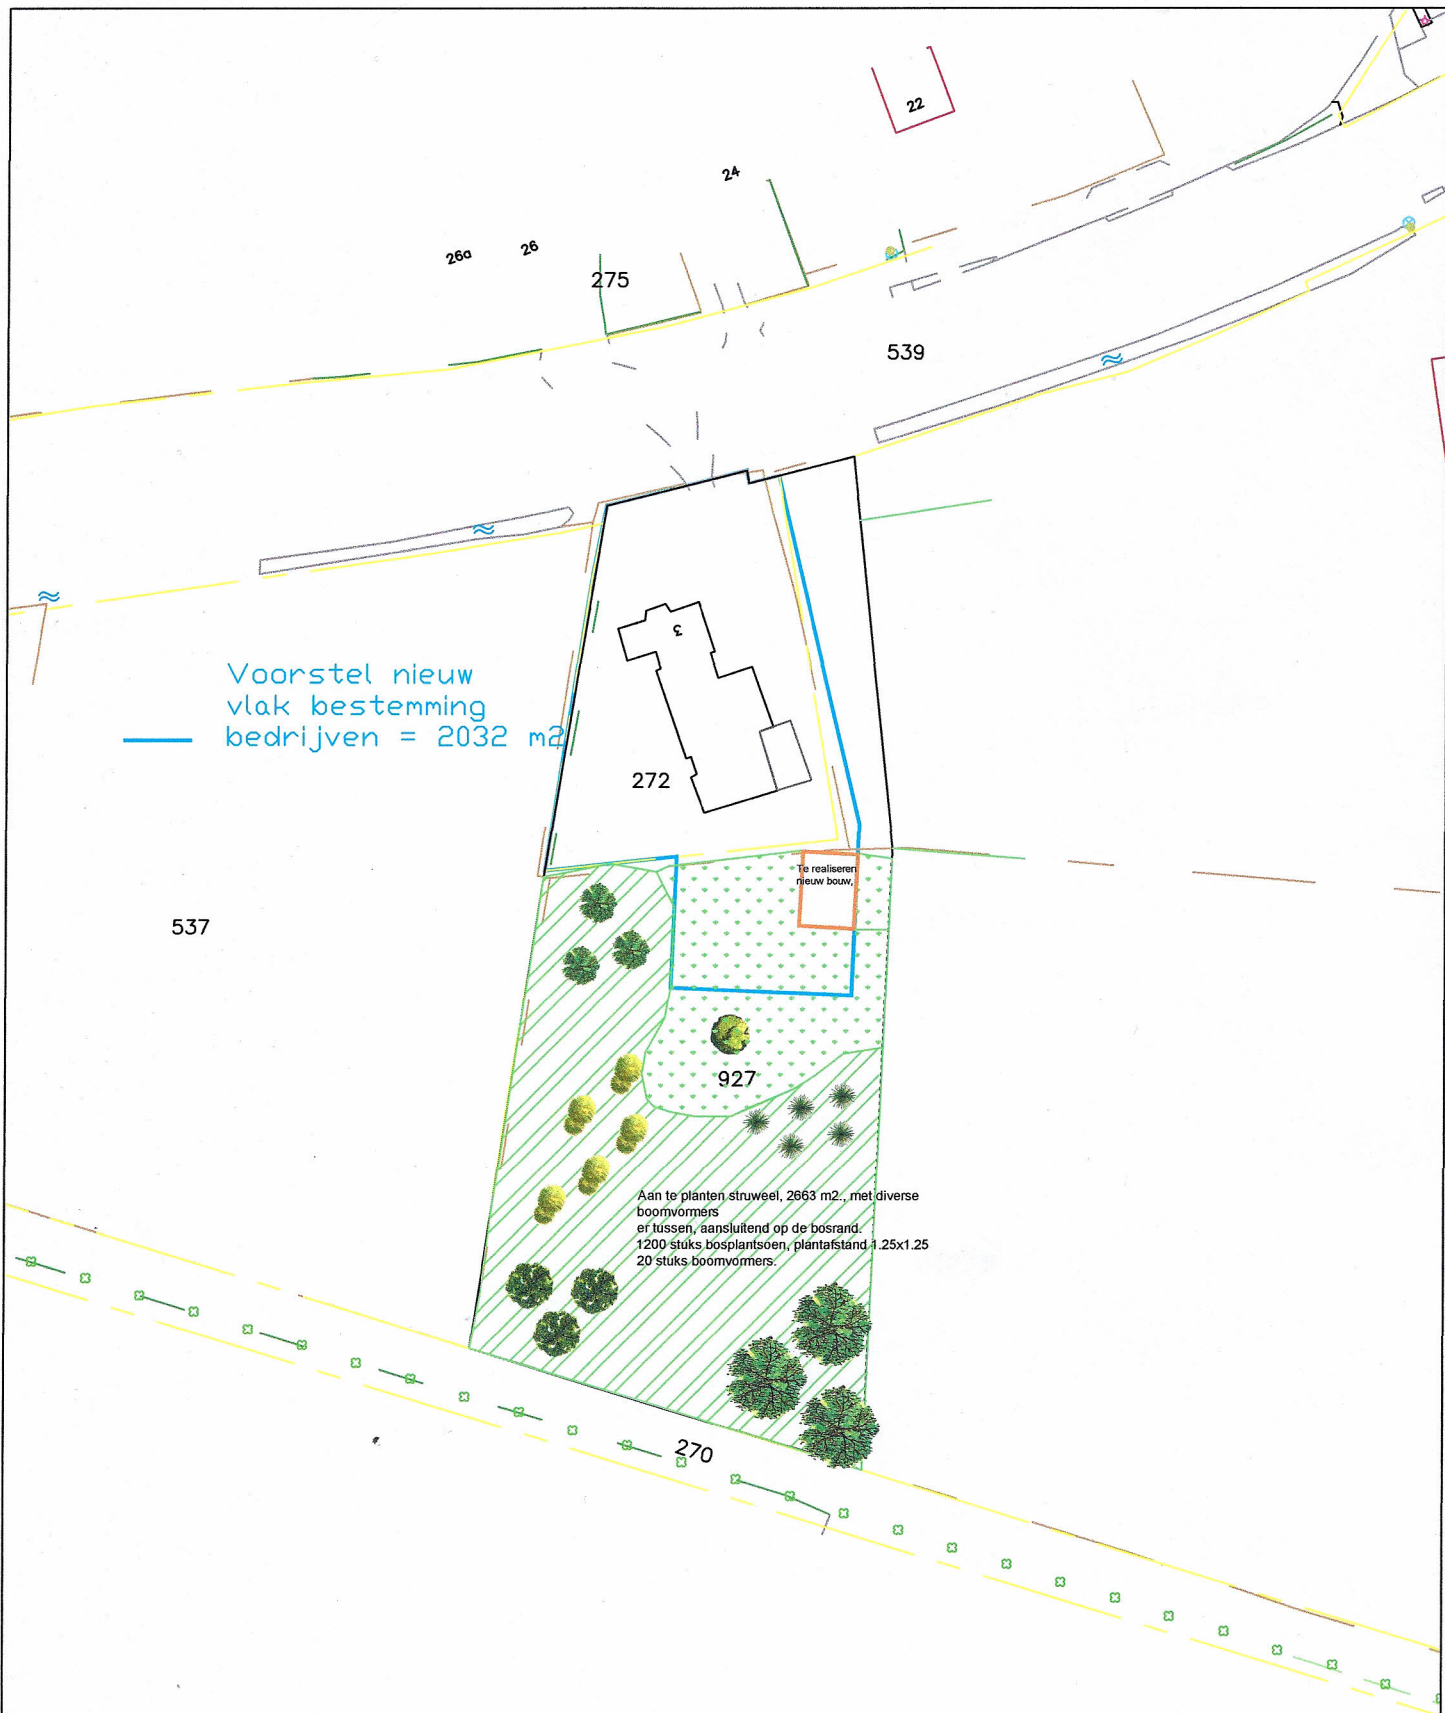 22
24
26
26a
275
539
3
Voorstel nieuw
vlak bestemming
bedrijven = 2032 m2
272
Te realiseren
nieuw bouw,
537
927
Aan te planten struweel, 2663 m2., met diverse
boomvormers
er tussen, aansluitend op de bosrand.
1200 stuks bosplantsoen, plantafstand 1.25x1.25
20 stuks boomvormers.
270